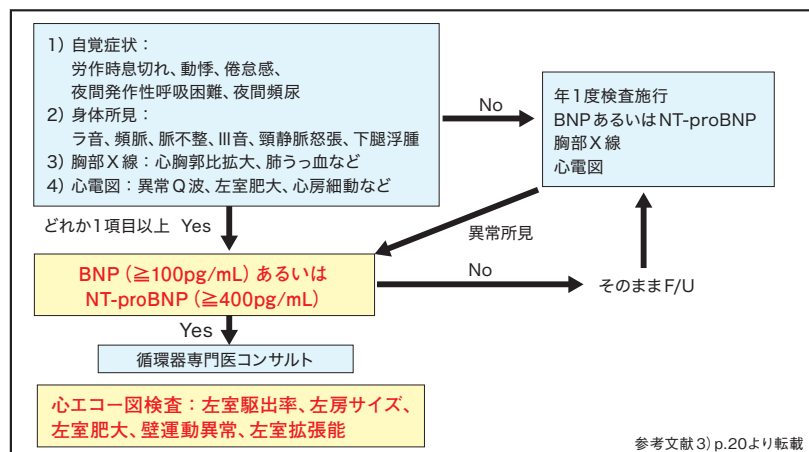 1）自覚症状：
労作時息切れ、動悸、倦怠感、
夜間発作性呼吸困難、夜間頻尿
2）身体所見：
ラ音、頻脈、脈不整、Ⅲ音、頸静脈怒張、下腿浮腫
3）胸部X線：心胸郭比拡大、肺うっ血など
4）心電図：異常Q波、左室肥大、心房細動など
No
年1度検査施行
BNPあるいはNT-proBNP
胸部X線
心電図
どれか1項目以上 Yes
異常所見
BNP（≧100pg/mL）あるいは
NT-proBNP（≧400pg/mL）
No
そのままF/U
Yes
循環器専門医コンサルト
心エコー図検査：左室駆出率、左房サイズ、
左室肥大、壁運動異常、左室拡張能
参考文献3）p.20より転載